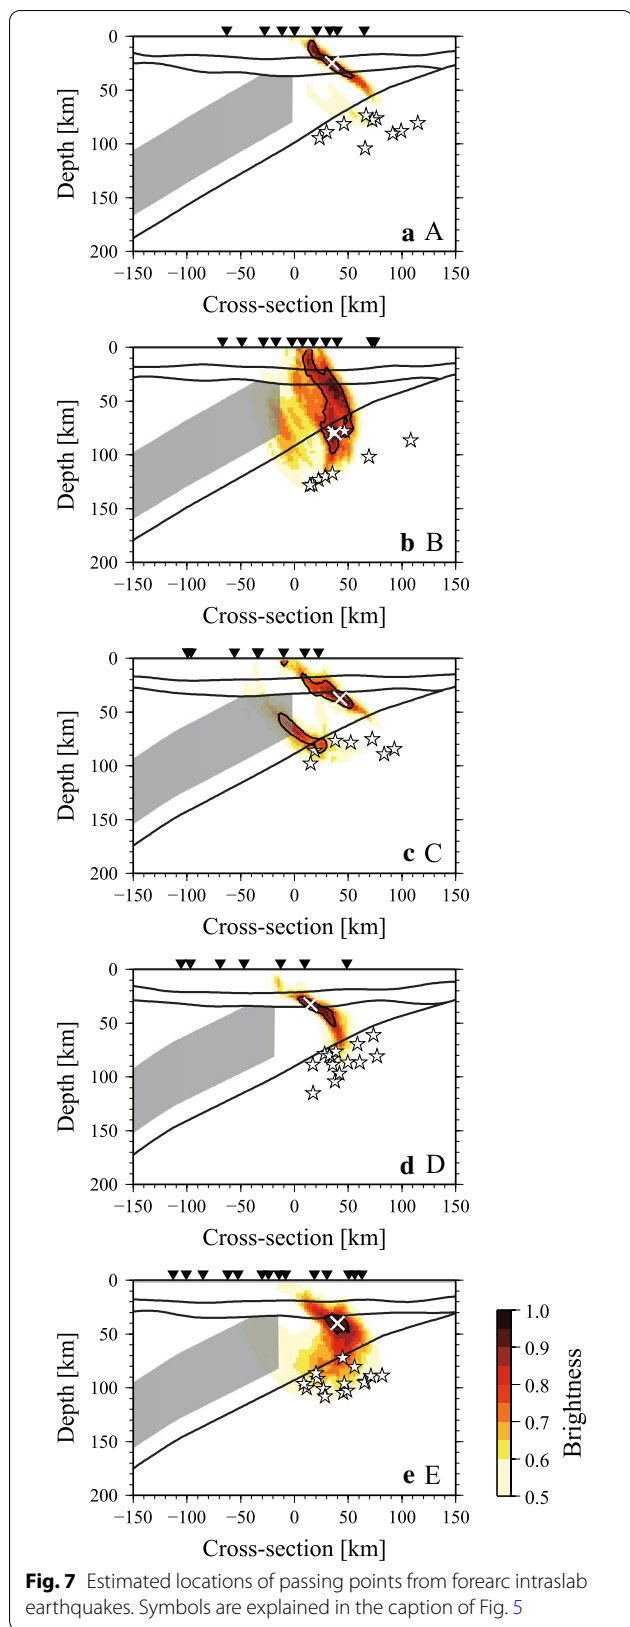 0
50
100
150
200
Depth [km]
a A
−150 −100 −50 0 50 100 150
Cross-section [km]
0
50
100
150
200
Depth [km]
b B
−150 −100 −50 0 50 100 150
Cross-section [km]
0
50
100
150
200
Depth [km]
c C
−150 −100 −50 0 50 100 150
Cross-section [km]
0
50
100
150
200
Depth [km]
d D
−150 −100 −50 0 50 100 150
Cross-section [km]
0
50
100
150
200
Depth [km]
e E
−150 −100 −50 0 50 100 150
Cross-section [km]
1.0
0.9
0.8
0.7
0.6
0.5
Brightness
Fig. 7 Estimated locations of passing points from forearc intraslab
earthquakes. Symbols are explained in the caption of Fig. 5